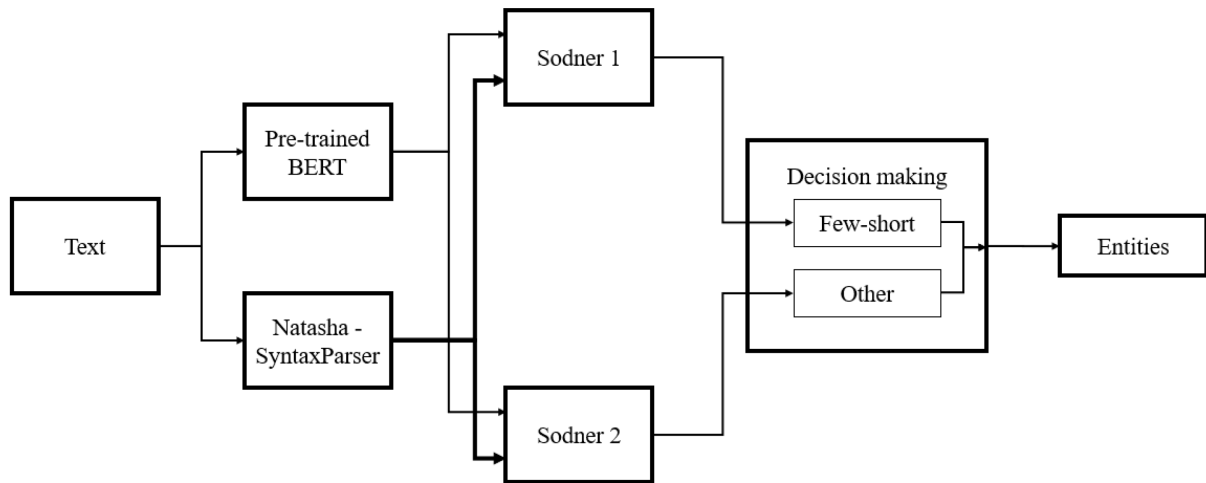 Text
Pre-trained
BERT
Natasha -
SyntaxParser
Sodner 1
Sodner 2
Decision making
Few-short
Other
Entities